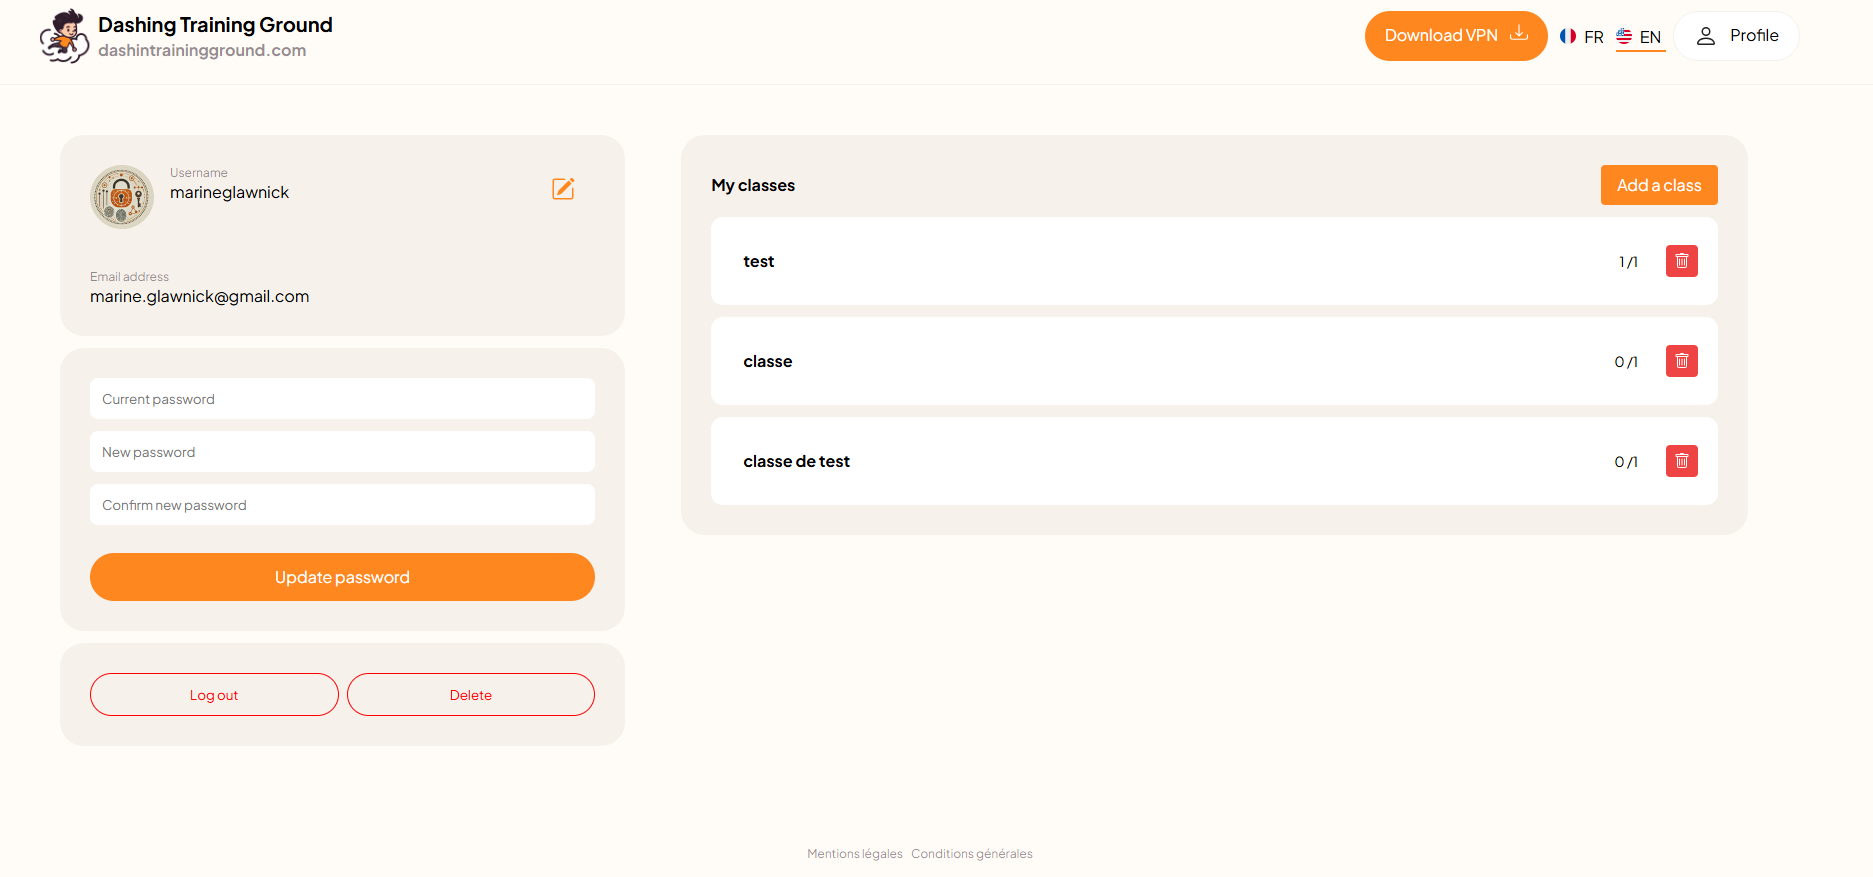 Dashing Training Ground
dashintrainingground.com
Download VPN
FR
EN
Profile
Username
marineglawnick
Email address
marine.glawnick@gmail.com
Current password
New password
Confirm new password
Update password
Log out
Delete
My classes
Add a class
test
1 /1
classe
0 /1
classe de test
0 /1
Mentions légales Conditions générales